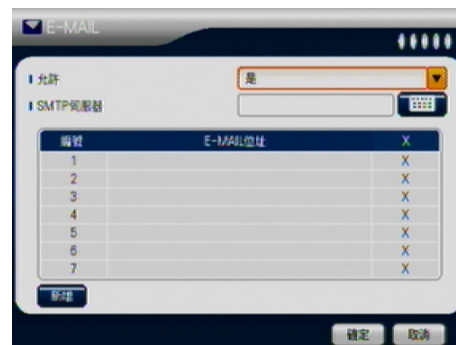 E-MAIL
允許
是
SMTP伺服器
編號 E-MAIL位址 X
1 X
2 X
3 X
4 X
5 X
6 X
7 X
新增
確定 取消